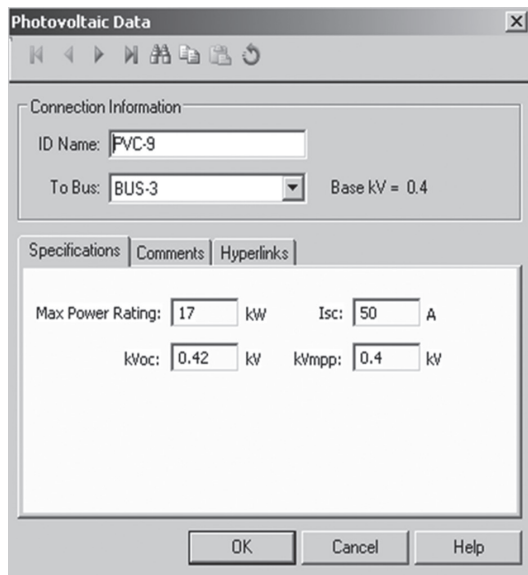 Photovoltaic Data
Connection Information
ID Name: PVC-9
To Bus: BUS-3 Base kV = 0.4
Specifications Comments Hyperlinks
Max Power Rating: 17 kW Isc: 50 A
kVoc: 0.42 kV kVmpp: 0.4 kV
OK Cancel Help